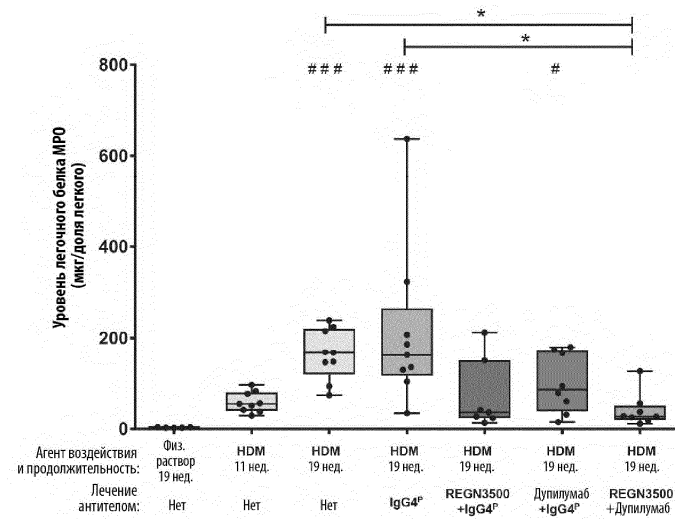 *
*
# # #
# # #
#
800
600
400
200
0
Уровень легочного белка MPO
(мкг/доля легкого)
Агент воздействия
и продолжительность:
Физ.
раствор
19 нед.
HDM
11 нед.
HDM
19 нед.
HDM
19 нед.
HDM
19 нед.
HDM
19 нед.
HDM
19 нед.
Лечение
антителом:
Нет
Нет
Нет
IgG4ᴾ
REGN3500
+IgG4ᴾ
Дупилумаб
+IgG4ᴾ
REGN3500
+Дупилумаб